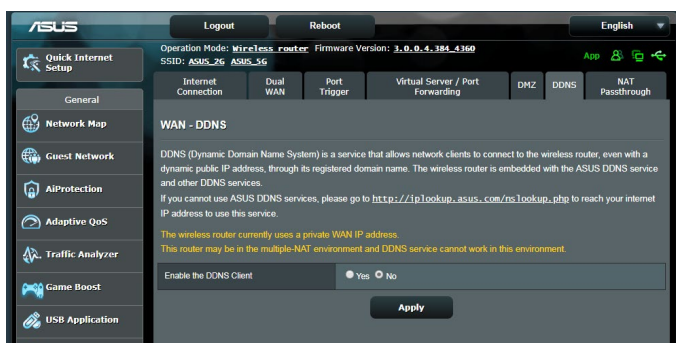 ASUS
Logout
Reboot
English
Quick Internet Setup
Operation Mode: Wireless router Firmware Version: 3.0.0.4.384_4360
SSID: ASUS_2G ASUS_5G
App
General
Network Map
Guest Network
AiProtection
Adaptive QoS
Traffic Analyzer
Game Boost
USB Application
Internet Connection
Dual WAN
Port Trigger
Virtual Server / Port Forwarding
DMZ
DDNS
NAT Passthrough
WAN - DDNS
DDNS (Dynamic Domain Name System) is a service that allows network clients to connect to the wireless router, even with a
dynamic public IP address, through its registered domain name. The wireless router is embedded with the ASUS DDNS service
and other DDNS services.
If you cannot use ASUS DDNS services, please go to http://iplookup.asus.com/nslookup.php to reach your internet
IP address to use this service.
The wireless router currently uses a private WAN IP address.
This router may be in the multiple-NAT environment and DDNS service cannot work in this environment.
Enable the DDNS Client
Yes No
Apply